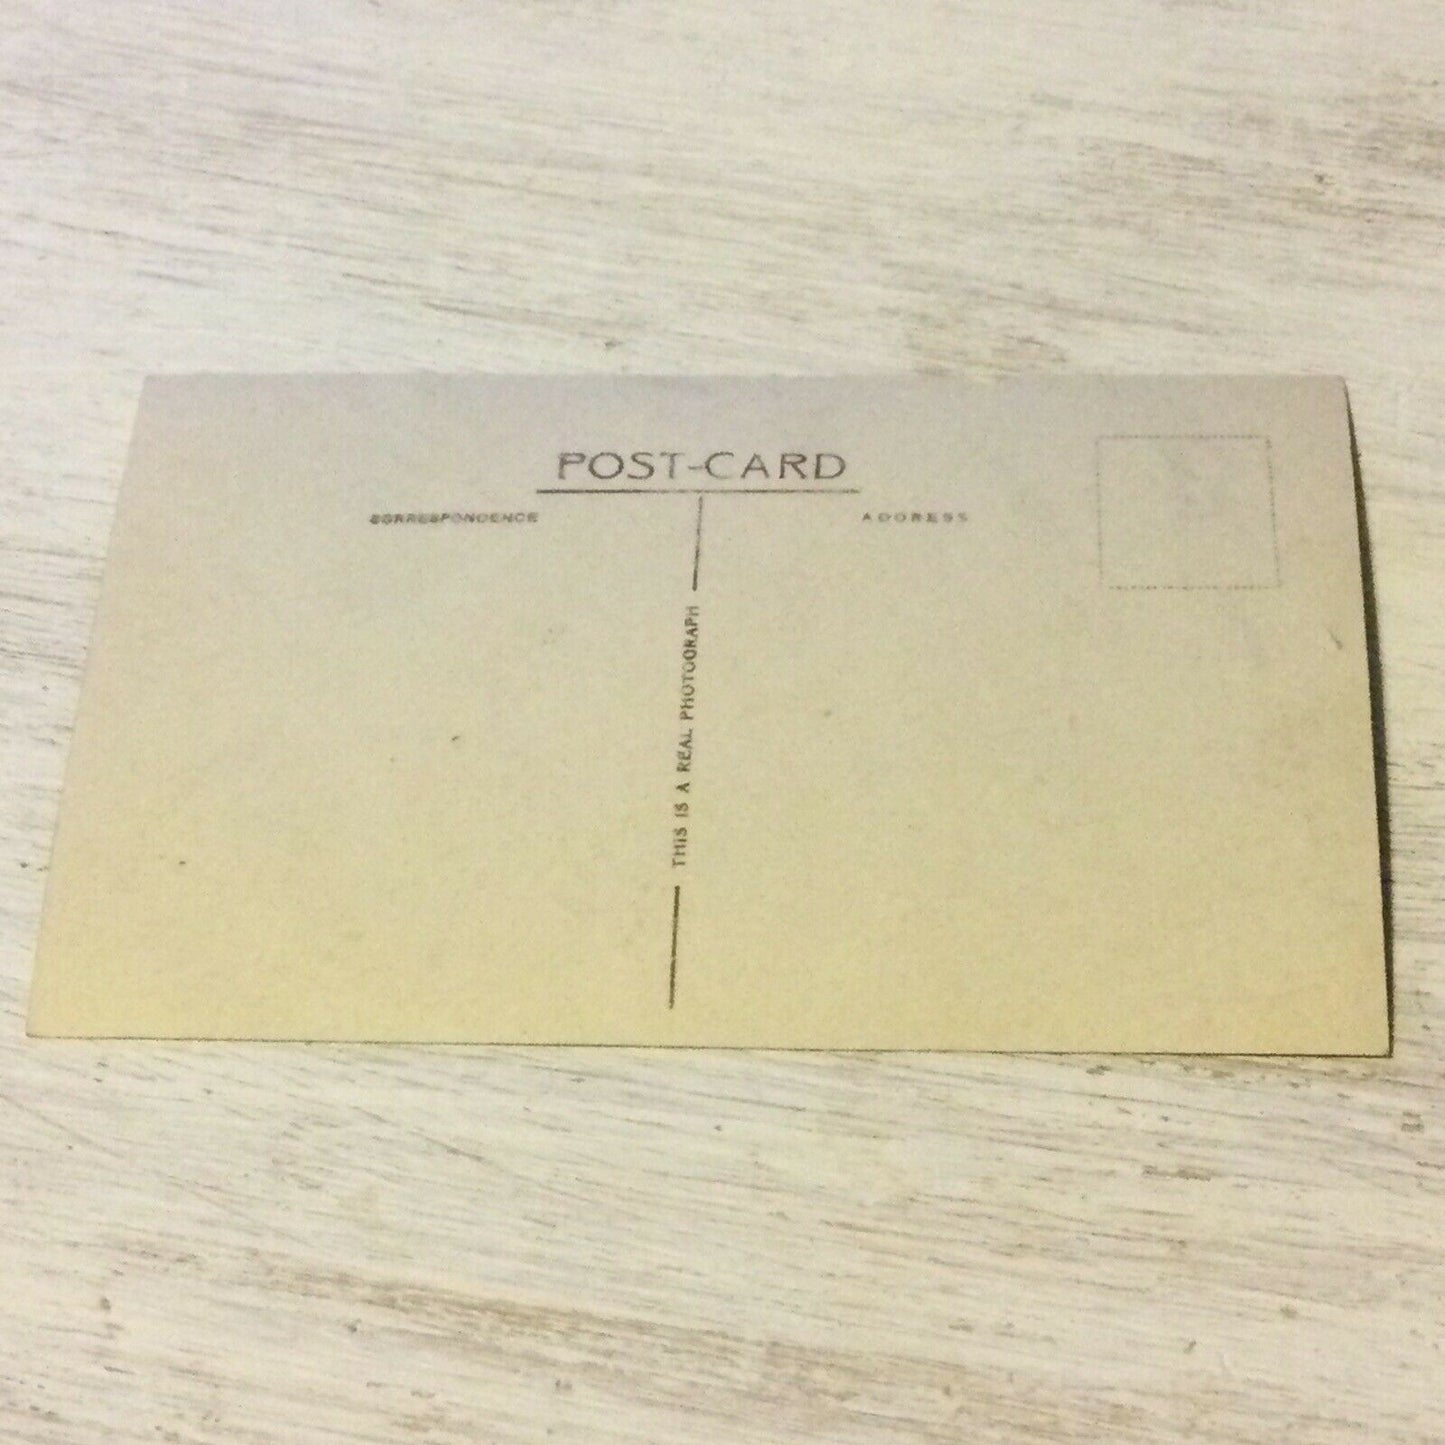 POST-CARD
CORRESPONDENCE
ADDRESS
THIS IS A REAL PHOTOGRAPH